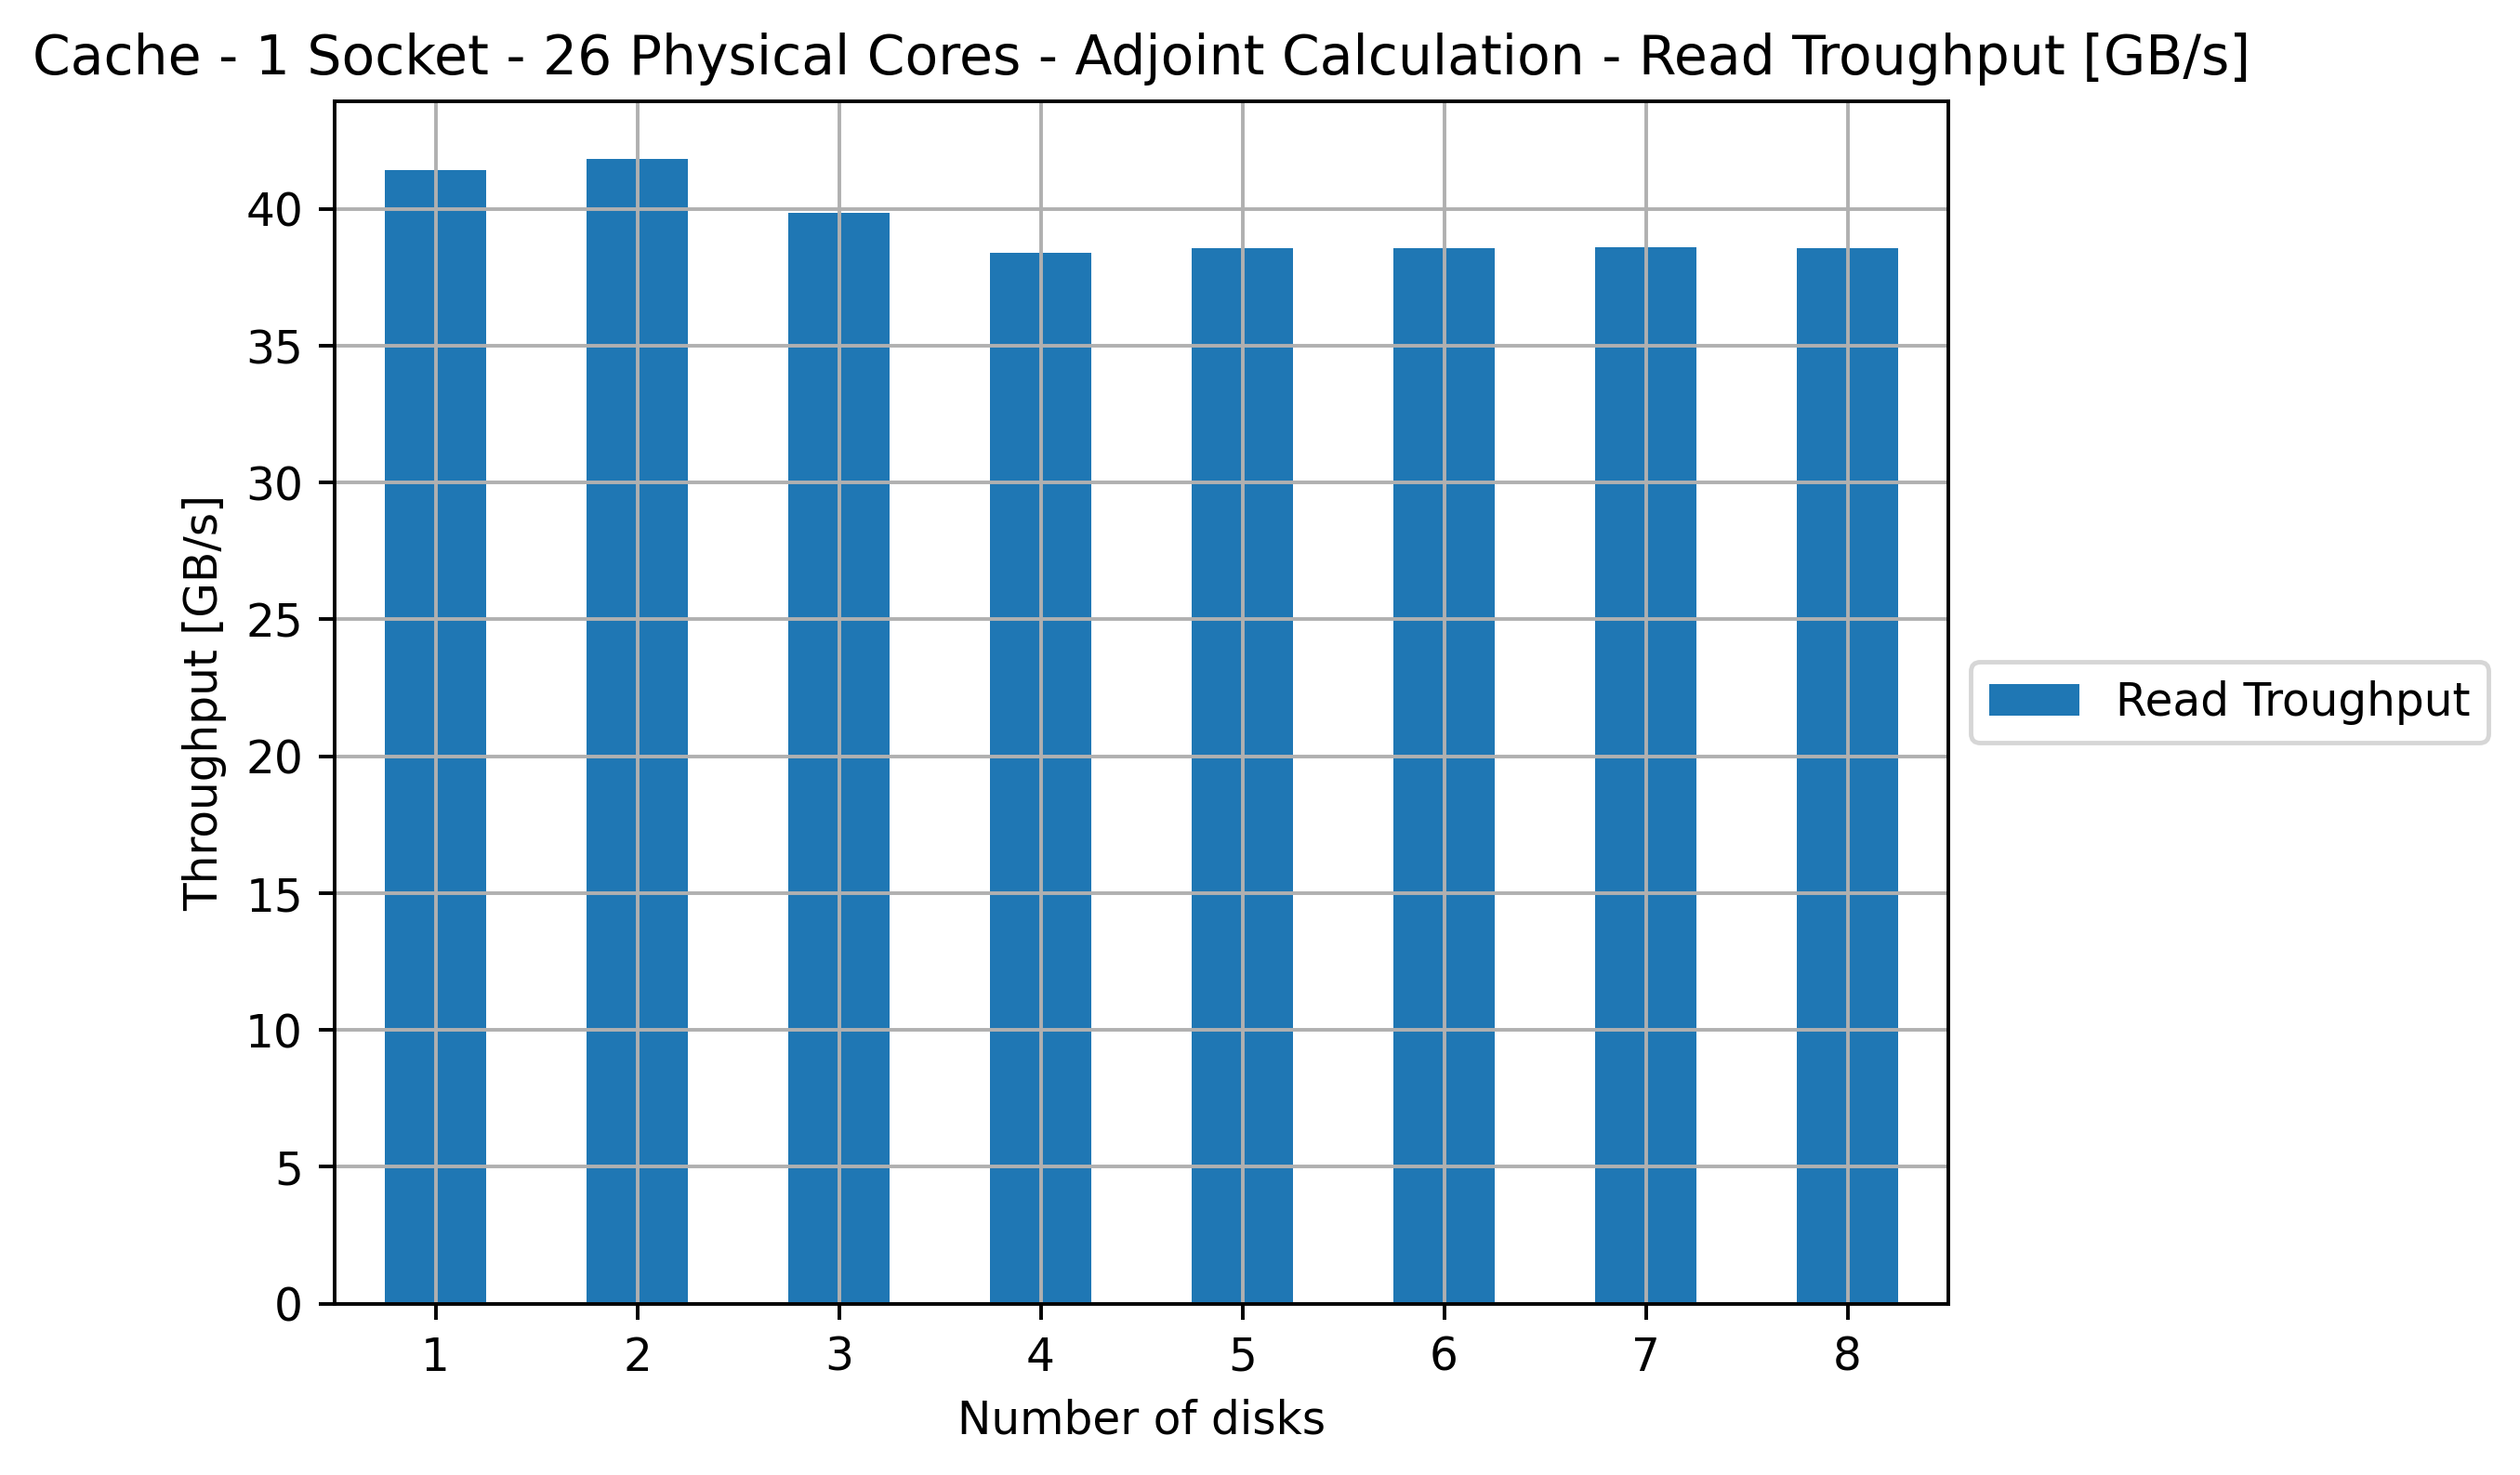 Cache - 1 Socket - 26 Physical Cores - Adjoint Calculation - Read Troughput [GB/s]
Throughput [GB/s]
40
35
30
25
20
15
10
5
0
1 2 3 4 5 6 7 8
Number of disks
Read Troughput